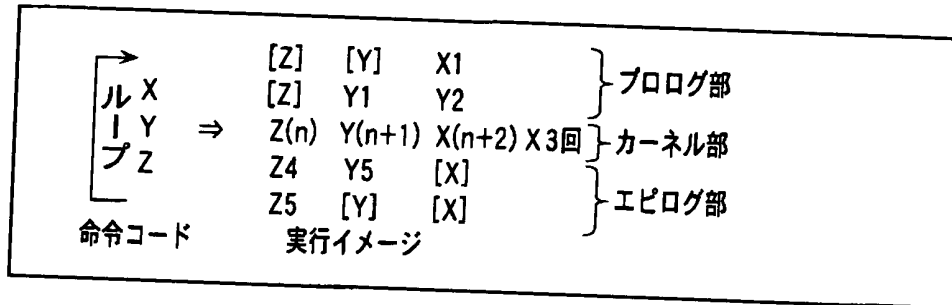 ループ
X
Y
Z
⇒
[Z] [Y] X1
[Z] Y1 Y2
Z(n) Y(n+1) X(n+2) X3回
Z4 Y5 [X]
Z5 [Y] [X]
プロログ部
カーネル部
エピログ部
命令コード
実行イメージ